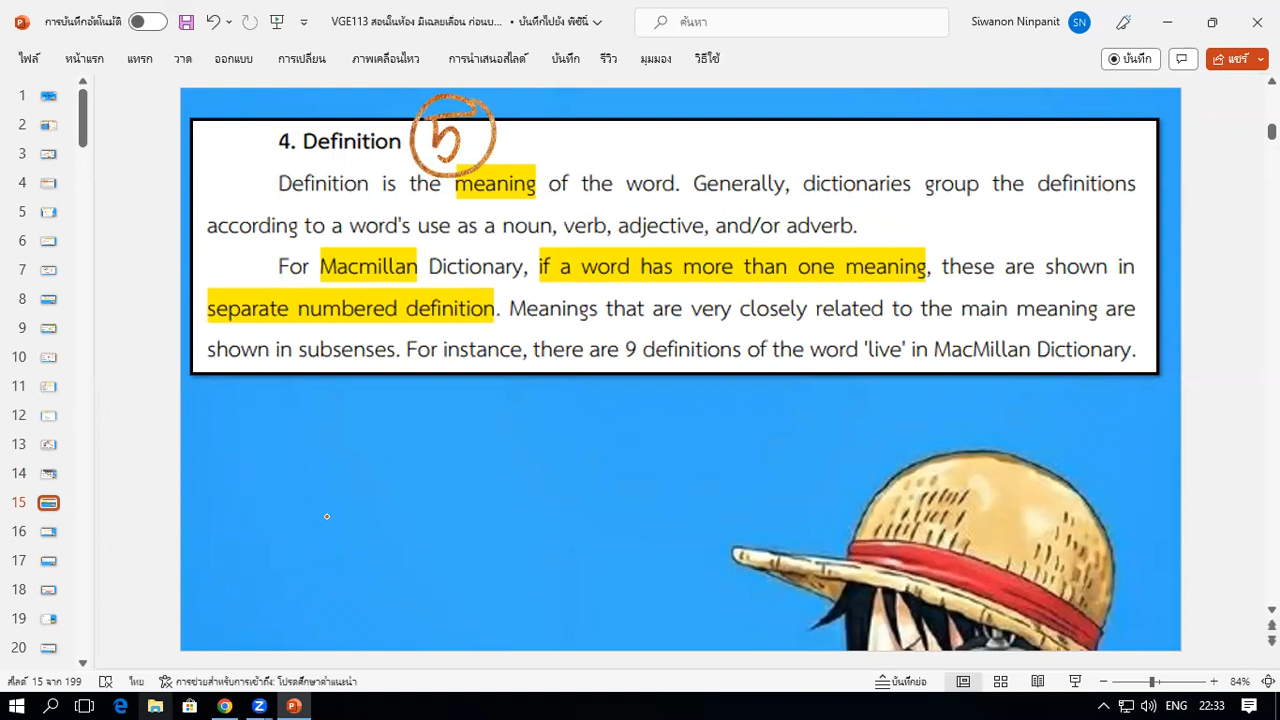 การบันทึกอัตโนมัติ
VGE113 สอนในห้อง มีเฉลยเลือน ก่อนบ... • บันทึกไปยัง พีซีนี้
ค้นหา
Siwanon Ninpanit
SN
ไฟล์ หน้าแรก แทรก วาด ออกแบบ การเปลี่ยน ภาพเคลื่อนไหว การนำเสนอสไลด์ บันทึก รีวิว มุมมอง วิธีใช้
บันทึก
แชร์
1
2
3
4
5
6
7
8
9
10
11
12
13
14
15
16
17
18
19
20
4. Definition
5
Definition is the meaning of the word. Generally, dictionaries group the definitions
according to a word's use as a noun, verb, adjective, and/or adverb.
For Macmillan Dictionary, if a word has more than one meaning, these are shown in
separate numbered definition. Meanings that are very closely related to the main meaning are
shown in subsenses. For instance, there are 9 definitions of the word 'live' in MacMillan Dictionary.
สไลด์ 15 จาก 199
ไทย
การช่วยสำหรับการเข้าถึง: โปรดศึกษาคำแนะนำ
บันทึกย่อ
84%
ENG
22:33